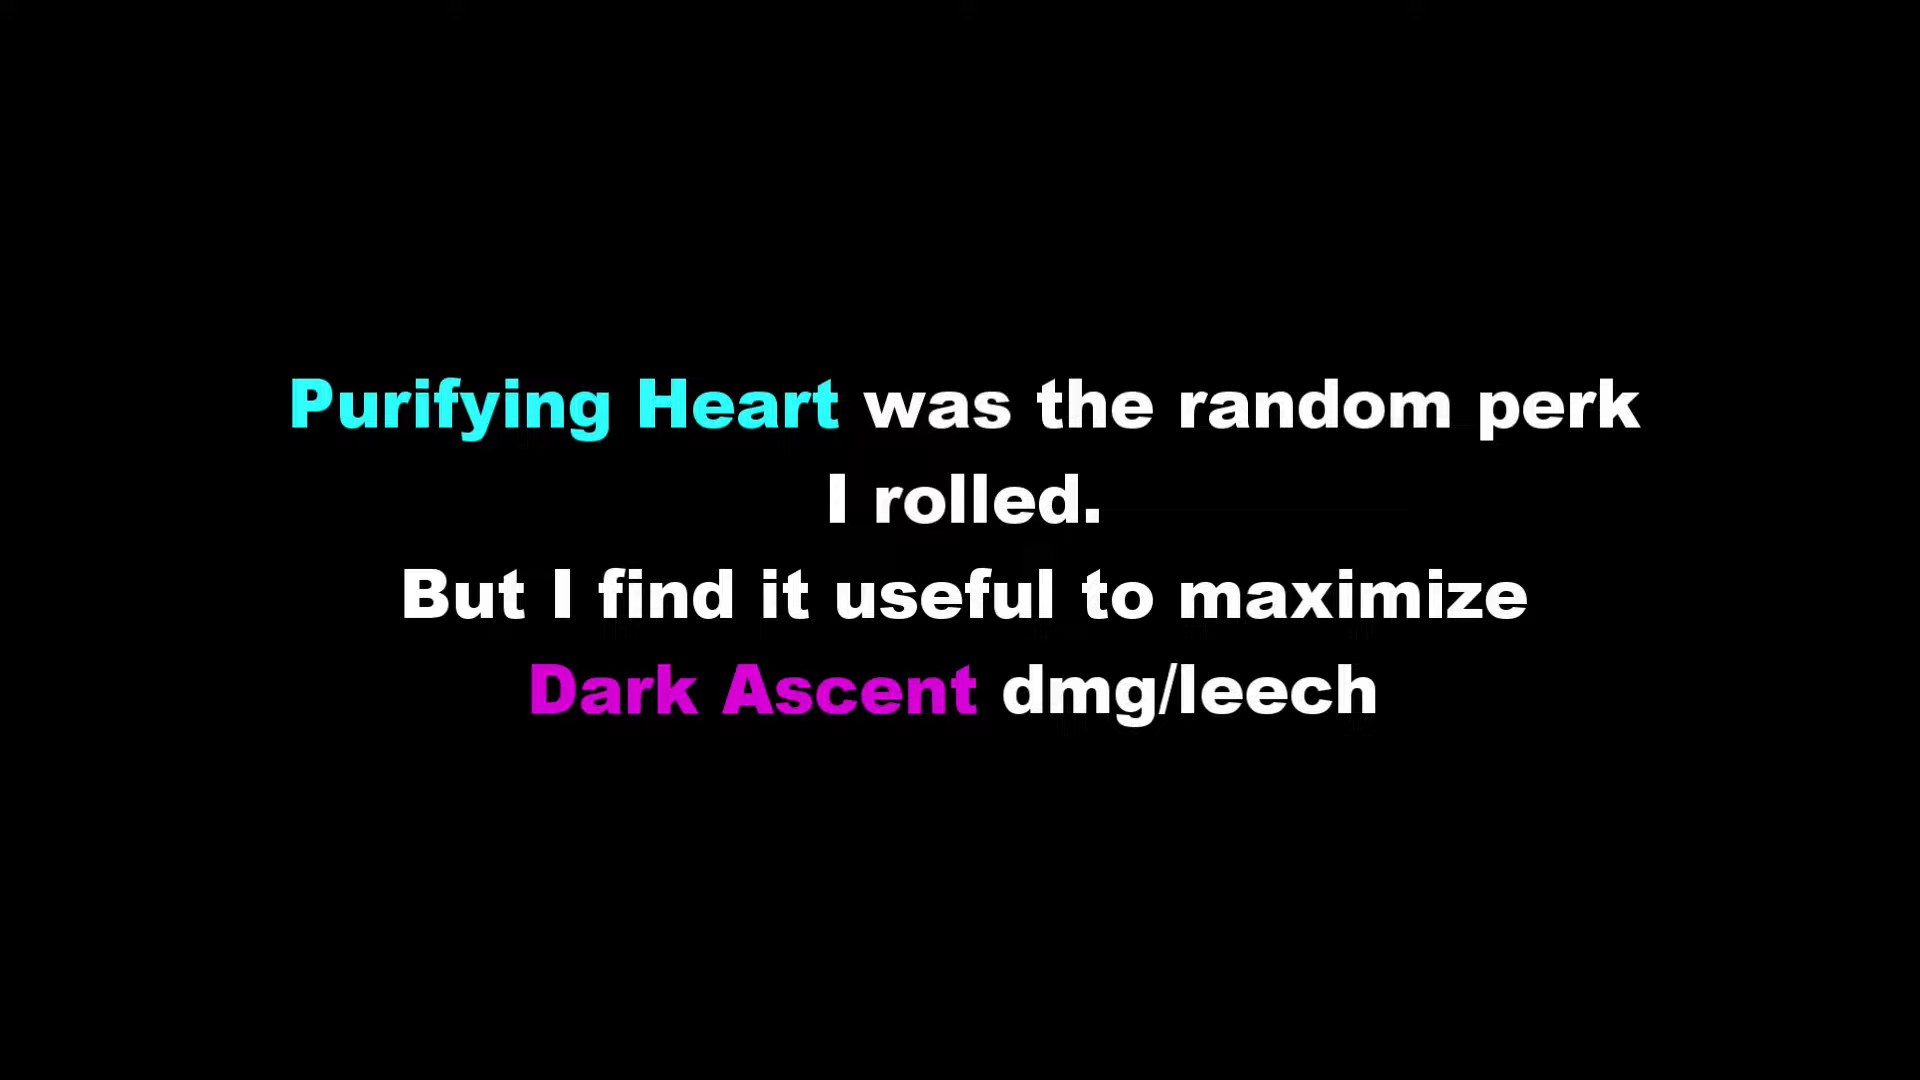 Purifying Heart was the random perk
I rolled.
But I find it useful to maximize
Dark Ascent dmg/leech